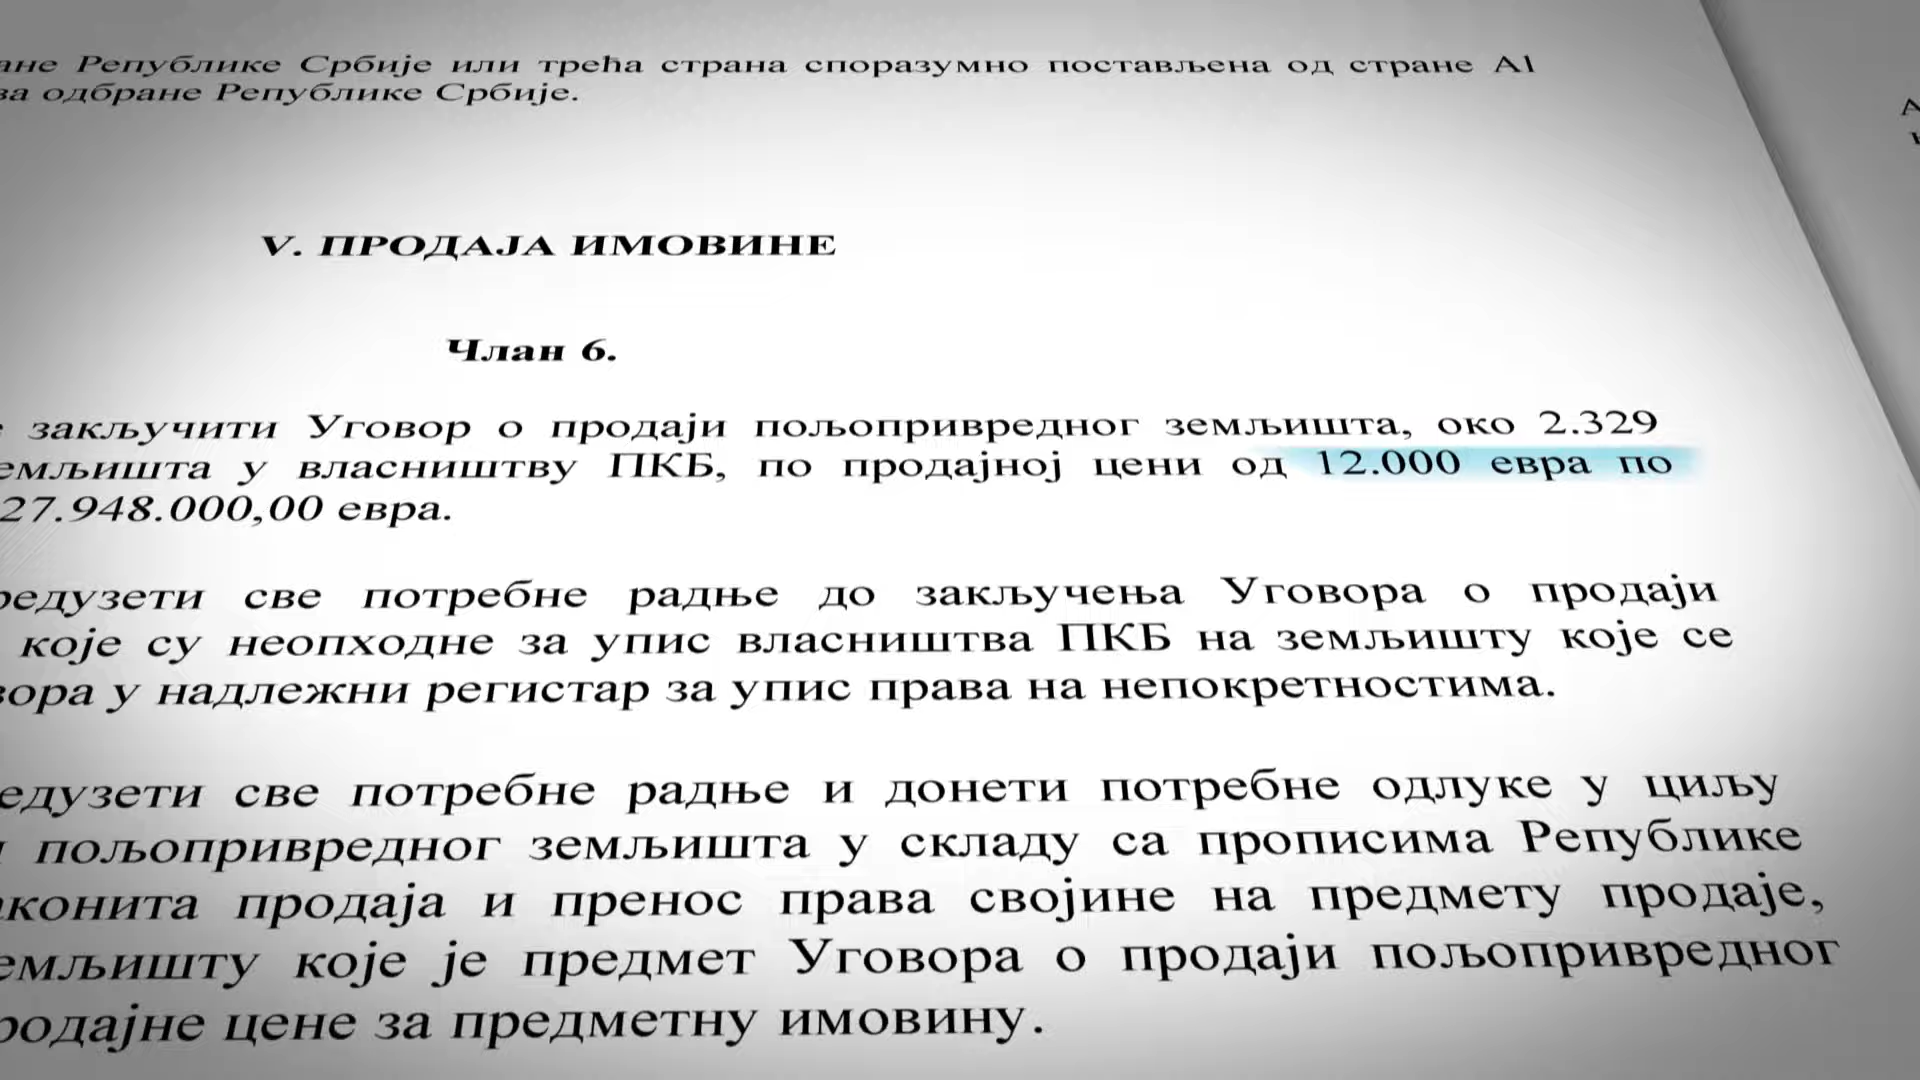 Републике Србије или трећа страна споразумно постављена од стране Al
одбране Републике Србије.
V. ПРОДАЈА ИМОВИНЕ
Члан 6.
закључити Уговор о продаји пољопривредног земљишта, око 2.329
емљишта у власништву ПКБ, по продајној цени од 12.000 евра по
27.948.000,00 евра.
редузети све потребне радње до закључења Уговора о продаји
које су неопходне за упис власништва ПКБ на земљишту које се
вора у надлежни регистар за упис права на непокретностима.
едузети све потребне радње и донети потребне одлуке у циљу
пољопривредног земљишта у складу са прописима Републике
конита продаја и пренос права својине на предмету продаје,
емљишту које је предмет Уговора о продаји пољопривредног
родајне цене за предметну имовину.